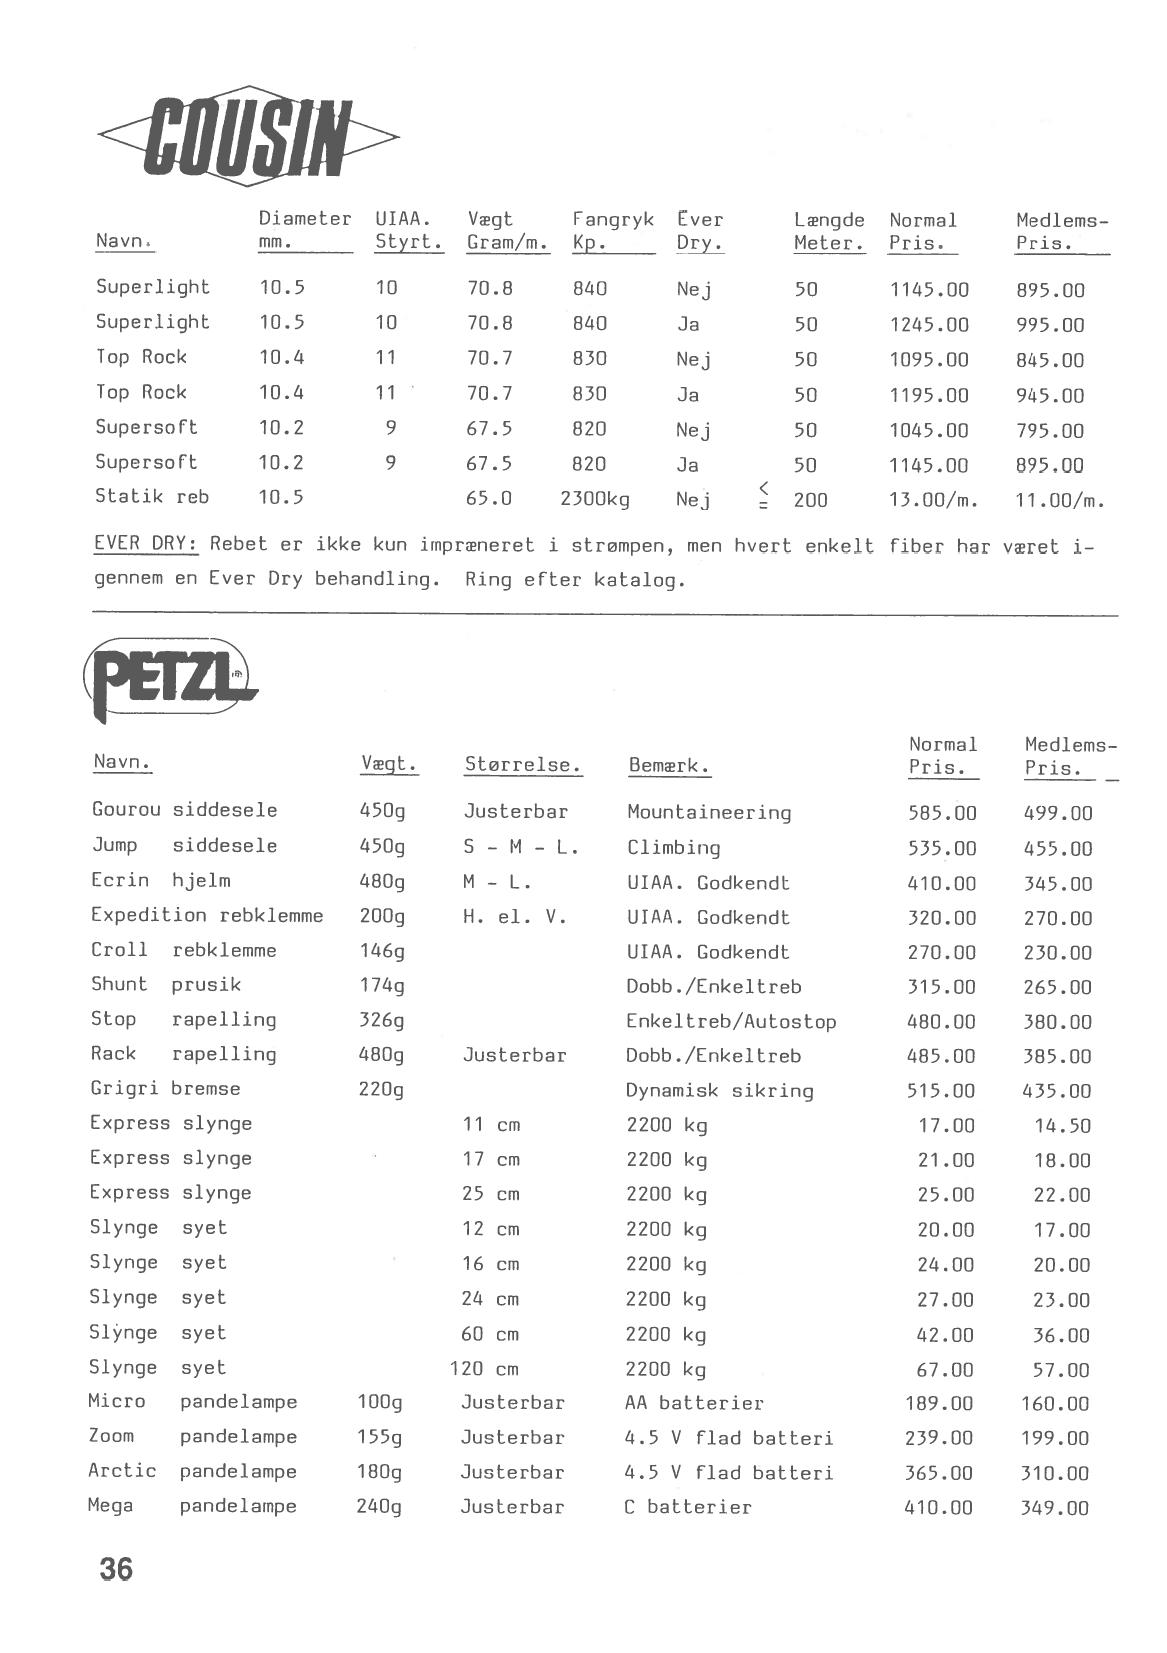 COUSIN
Diameter UIAA. Vægt Fangryk Ever Længde Normal Medlems-
Navn. mm. Styrt. Gram/m. Kp. Dry. Meter. Pris. Pris.
Superlight 10.5 10 70.8 840 Nej 50 1145.00 895.00
Superlight 10.5 10 70.8 840 Ja 50 1245.00 995.00
Top Rock 10.4 11 70.7 830 Nej 50 1095.00 845.00
Top Rock 10.4 11 70.7 830 Ja 50 1195.00 945.00
Supersoft 10.2 9 67.5 820 Nej 50 1045.00 795.00
Supersoft 10.2 9 67.5 820 Ja 50 1145.00 895.00
Statik reb 10.5 65.0 2300kg Nej ≦ 200 13.00/m. 11.00/m.
EVER DRY: Rebet er ikke kun impræneret i strømpen, men hvert enkelt fiber har været i-
gennem en Ever Dry behandling. Ring efter katalog.
PETZL
Normal Medlems-
Navn. Vægt. Størrelse. Bemærk. Pris. Pris.
Gourou siddesele 450g Justerbar Mountaineering 585.00 499.00
Jump siddesele 450g S - M - L. Climbing 535.00 455.00
Ecrin hjelm 480g M - L. UIAA. Godkendt 410.00 345.00
Expedition rebklemme 200g H. el. V. UIAA. Godkendt 320.00 270.00
Croll rebklemme 146g UIAA. Godkendt 270.00 230.00
Shunt prusik 174g Dobb./Enkeltreb 315.00 265.00
Stop rapelling 326g Enkeltreb/Autostop 480.00 380.00
Rack rapelling 480g Justerbar Dobb./Enkeltreb 485.00 385.00
Grigri bremse 220g Dynamisk sikring 515.00 435.00
Express slynge 11 cm 2200 kg 17.00 14.50
Express slynge 17 cm 2200 kg 21.00 18.00
Express slynge 25 cm 2200 kg 25.00 22.00
Slynge syet 12 cm 2200 kg 20.00 17.00
Slynge syet 16 cm 2200 kg 24.00 20.00
Slynge syet 24 cm 2200 kg 27.00 23.00
Slynge syet 60 cm 2200 kg 42.00 36.00
Slynge syet 120 cm 2200 kg 67.00 57.00
Micro pandelampe 100g Justerbar AA batterier 189.00 160.00
Zoom pandelampe 155g Justerbar 4.5 V flad batteri 239.00 199.00
Arctic pandelampe 180g Justerbar 4.5 V flad batteri 365.00 310.00
Mega pandelampe 240g Justerbar C batterier 410.00 349.00
36